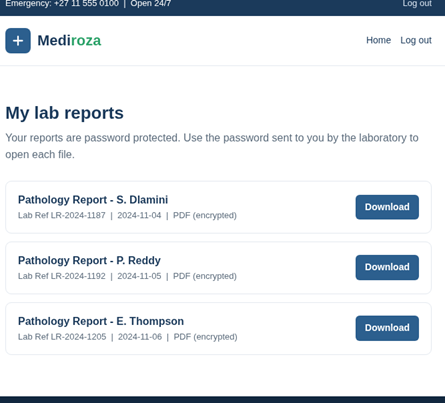 Emergency: +27 11 555 0100 | Open 24/7
Log out
Mediroza
Home
Log out
My lab reports
Your reports are password protected. Use the password sent to you by the laboratory to
open each file.
Pathology Report - S. Dlamini
Lab Ref LR-2024-1187 | 2024-11-04 | PDF (encrypted)
Download
Pathology Report - P. Reddy
Lab Ref LR-2024-1192 | 2024-11-05 | PDF (encrypted)
Download
Pathology Report - E. Thompson
Lab Ref LR-2024-1205 | 2024-11-06 | PDF (encrypted)
Download